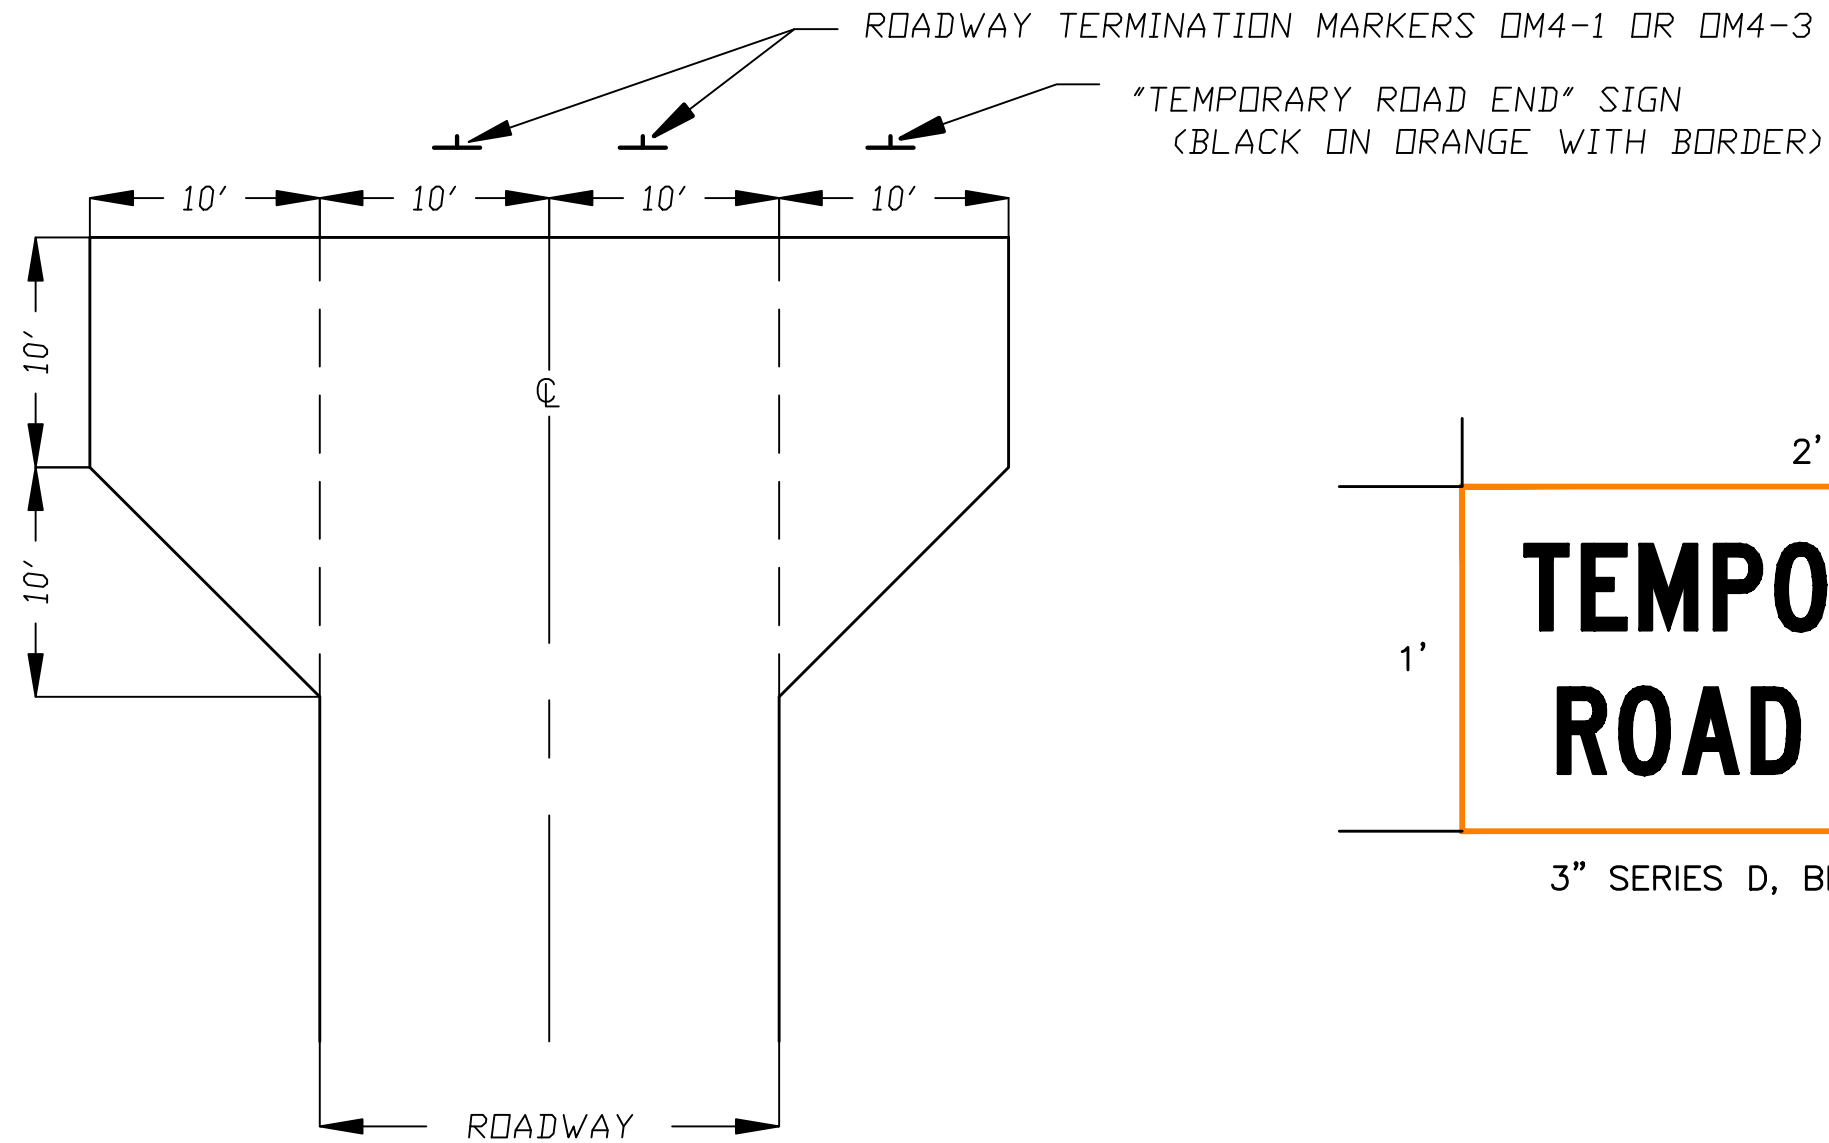 ROADWAY TERMINATION MARKERS OM4-1 OR OM4-3
"TEMPORARY ROAD END" SIGN
(BLACK ON ORANGE WITH BORDER)
10' 10' 10' 10'
10'
℄
10'
2'
TEMPO
1'
ROAD
3" SERIES D,
ROADWAY